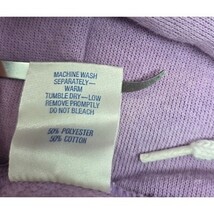 MACHINE WASH
SEPARATELY—
WARM
TUMBLE DRY—LOW
REMOVE PROMPTLY
DO NOT BLEACH
50% POLYESTER
50% COTTON